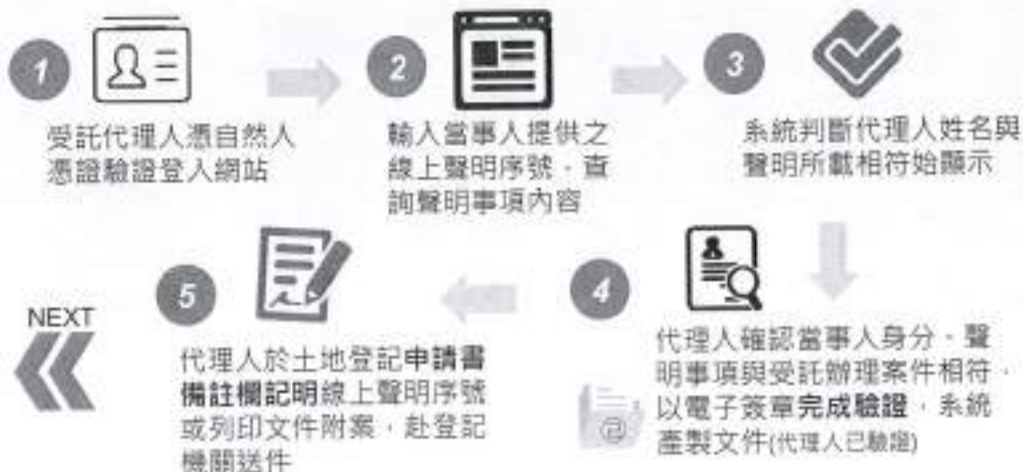 1
受託代理人憑自然人
憑證驗證登入網站
2
輸入當事人提供之
線上聲明序號，查
詢聲明事項內容
3
系統判斷代理人姓名與
聲明所載相符始顯示
4
代理人確認當事人身分、聲
明事項與受託辦理案件相符，
以電子簽章完成驗證，系統
產製文件(代理人已驗證)
@
5
代理人於土地登記申請書
備註欄記明線上聲明序號
或列印文件附案，赴登記
機關送件
NEXT